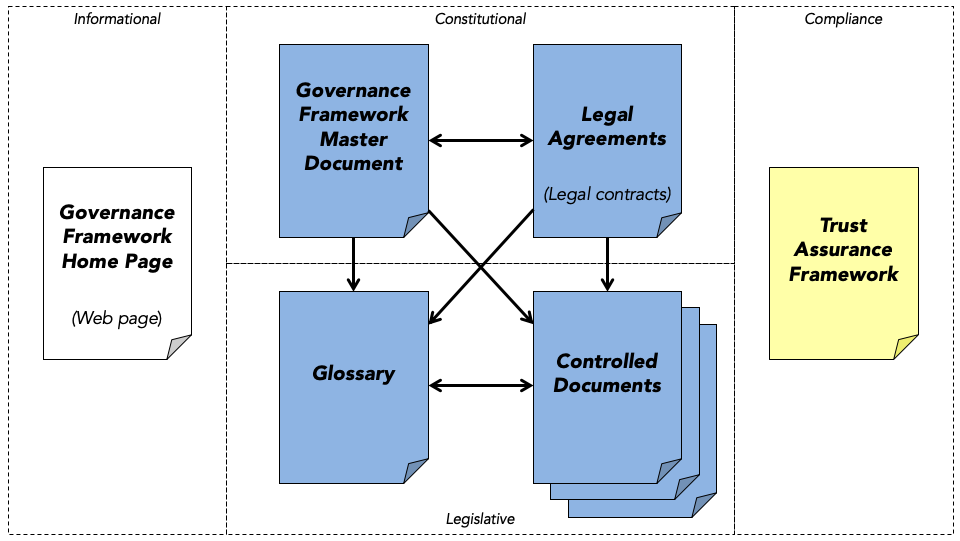 Informational
Constitutional
Compliance
Governance
Framework
Master
Document
Legal
Agreements
(Legal contracts)
Governance
Framework
Home Page
(Web page)
Trust
Assurance
Framework
Glossary
Controlled
Documents
Legislative